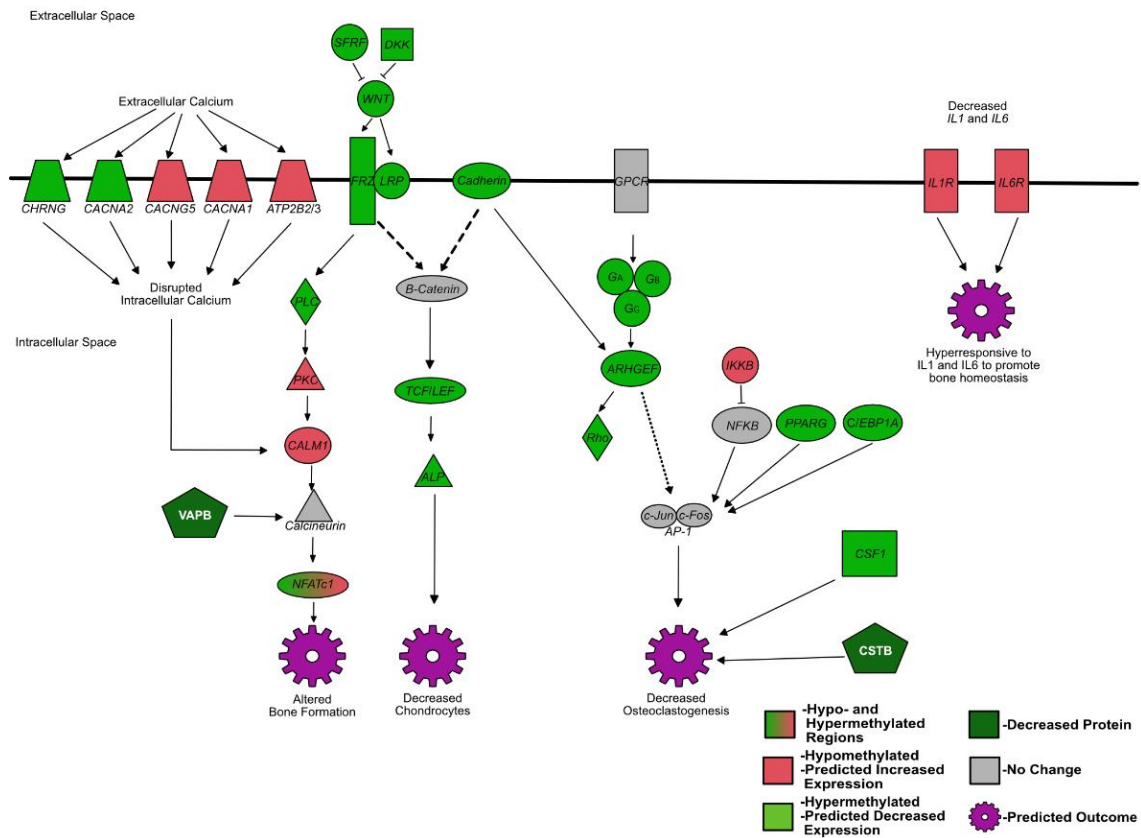 Extracellular Space
SFRF
DKK
WNT
Extracellular Calcium
Decreased
IL1 and IL6
FRZ
LRP
Cadherin
GPCR
IL1R
IL6R
CHRNG
CACNA2
CACNG5
CACNA1
ATP2B2/3
Disrupted
Intracellular Calcium
PLC
B-Catenin
GA
GB
GC
Intracellular Space
Hyperresponsive to
IL1 and IL6 to promote
bone homestastis
PKC
TCF/LEF
ARHGEF
IKKB
Rho
NFKB
PPARG
C/EBP1A
CALM1
ALP
VAPB
Calcineurin
c-Jun
c-Fos
AP-1
CSF1
NFATc1
CSTB
Altered
Bone Formation
Decreased
Chondrocytes
Decreased
Osteoclastogenesis
-Hypo- and
Hypermethylated
Regions
-Hypomethylated
-Predicted Increased
Expression
-Hypermethylated
-Predicted Decreased
Expression
-Decreased Protein
-No Change
-Predicted Outcome